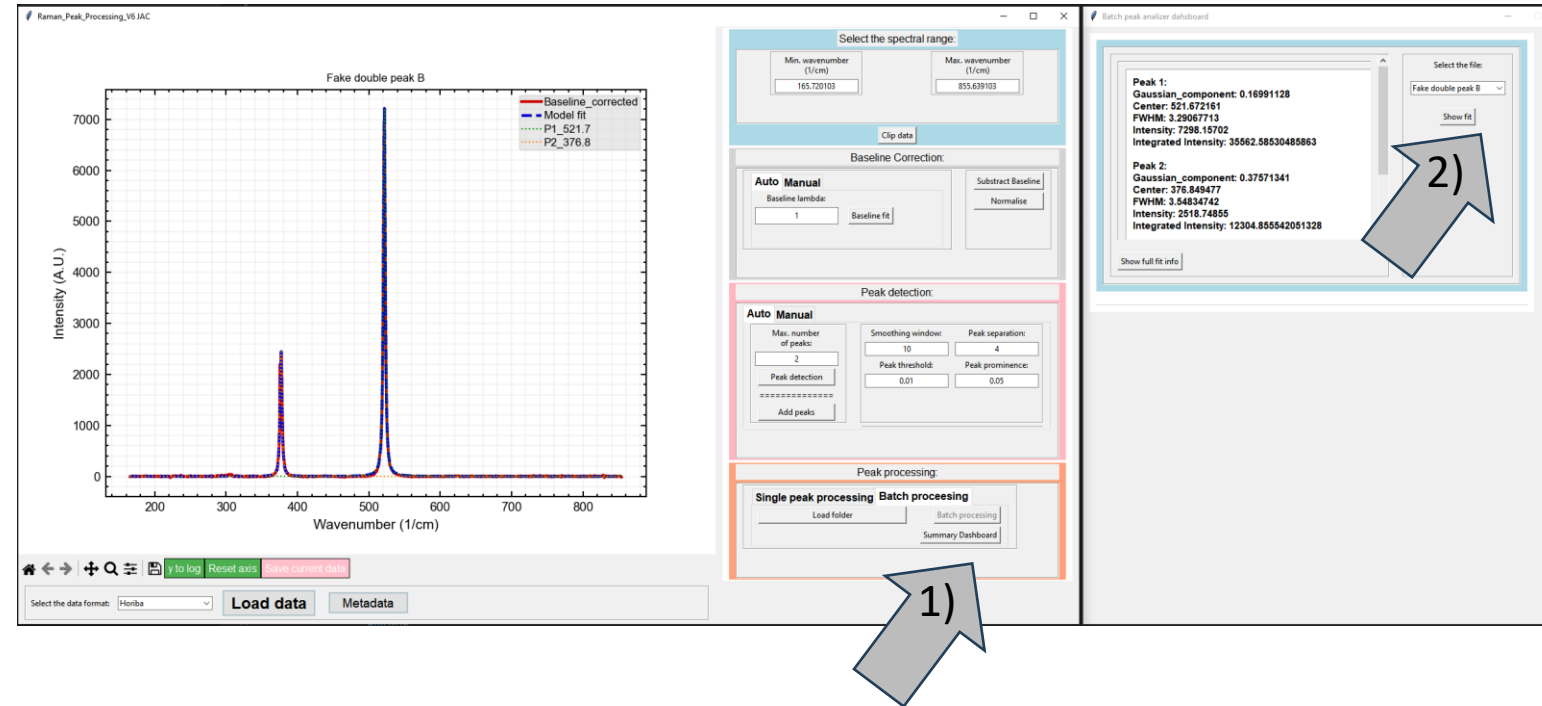 Raman_Peak_Processing_V6 JAC
Fake double peak B
Baseline_corrected
Model fit
P1_521.7
P2_376.8
7000
6000
5000
4000
3000
2000
1000
0
Intensity (A.U.)
200 300 400 500 600 700 800
Wavenumber (1/cm)
y to log Reset axis Save current data
Select the data format: Horiba Load data Metadata
Select the spectral range:
Min. wavenumber Max. wavenumber
(1/cm) (1/cm)
165.720103 855.639103
Clip data
Baseline Correction:
Auto Manual Substract Baseline
Baseline lambda: Normalise
1 Baseline fit
Peak detection:
Auto Manual
Max. number Smoothing window: Peak separation:
of peaks: 10 4
2 Peak threshold: Peak prominence:
Peak detection 0.01 0.05
==============
Add peaks
Peak processing:
Single peak processing Batch proceesing
Load folder Batch processing
Summary Dashboard
1)
Batch peak analizer dahsboard
Peak 1:
Gaussian_component: 0.16991128
Center: 521.672161
FWHM: 3.29067713
Intensity: 7298.15702
Integrated Intensity: 35562.58530485863
Peak 2:
Gaussian_component: 0.37571341
Center: 376.849477
FWHM: 3.54834742
Intensity: 2518.74855
Integrated Intensity: 12304.855542051328
Show full fit info
Select the file:
Fake double peak B
Show fit
2)